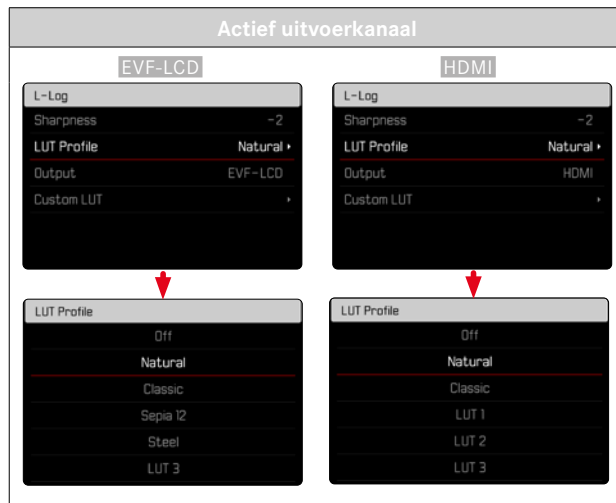 Actief uitvoerkanaal
EVF-LCD
L-Log
Sharpness -2
LUT Profile Natural
Output EVF-LCD
Custom LUT
LUT Profile
Off
Natural
Classic
Sepia 12
Steel
LUT 3
HDMI
L-Log
Sharpness -2
LUT Profile Natural
Output HDMI
Custom LUT
LUT Profile
Off
Natural
Classic
LUT 1
LUT 2
LUT 3